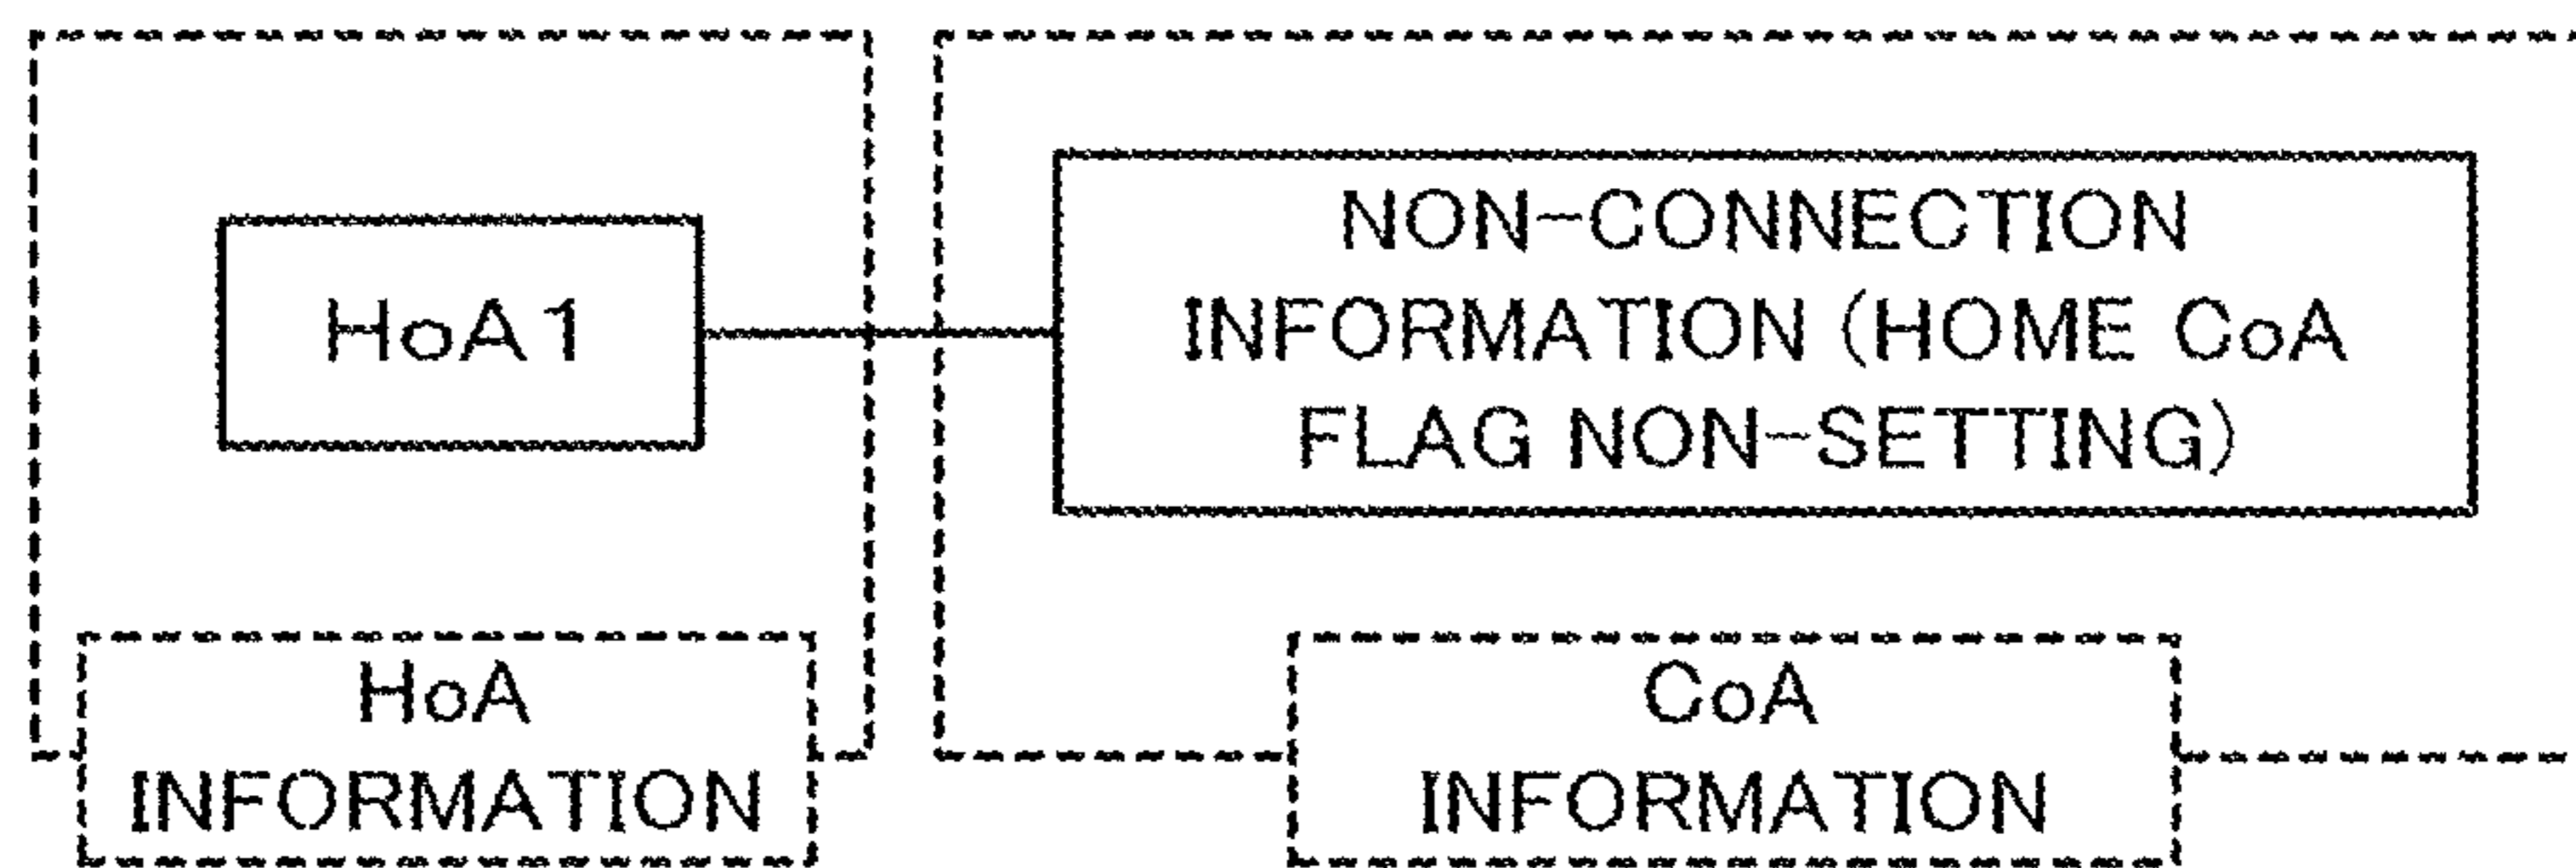 HoA1
NON-CONNECTION
INFORMATION (HOME CoA
FLAG NON-SETTING)
HoA
INFORMATION
CoA
INFORMATION